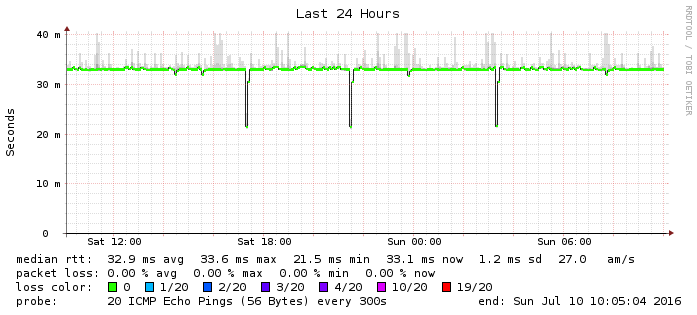 Last 24 Hours
RRDTOOL / TOBI OETIKER
Seconds
40 m
30 m
20 m
10 m
0
Sat 12:00 Sat 18:00 Sun 00:00 Sun 06:00
median rtt: 32.9 ms avg 33.6 ms max 21.5 ms min 33.1 ms now 1.2 ms sd 27.0 am/s
packet loss: 0.00 % avg 0.00 % max 0.00 % min 0.00 % now
loss color: 0 1/20 2/20 3/20 4/20 10/20 19/20
probe: 20 ICMP Echo Pings (56 Bytes) every 300s end: Sun Jul 10 10:05:04 2016